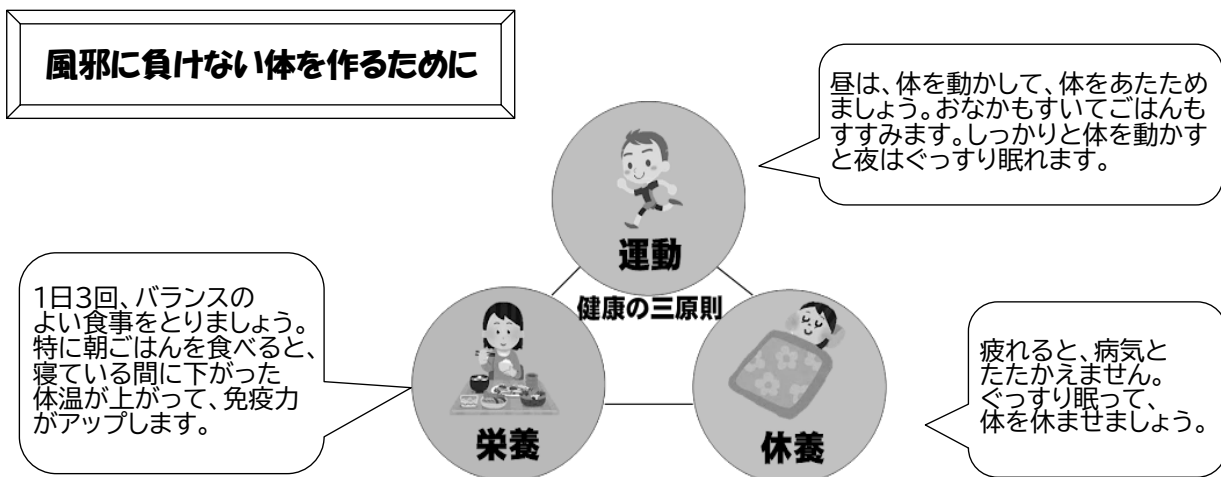 風邪に負けない体を作るために
昼は、体を動かして、体をあたため
ましょう。おなかもすいてごはんも
すすみます。しっかりと体を動かす
と夜はぐっすり眠れます。
運動
健康の三原則
1日3回、バランスの
よい食事をとりましょう。
特に朝ごはんを食べると、
寝ている間に下がった
体温が上がって、免疫力
がアップします。
栄養
休養
疲れると、病気と
たたかえません。
ぐっすり眠って、
体を休ませましょう。